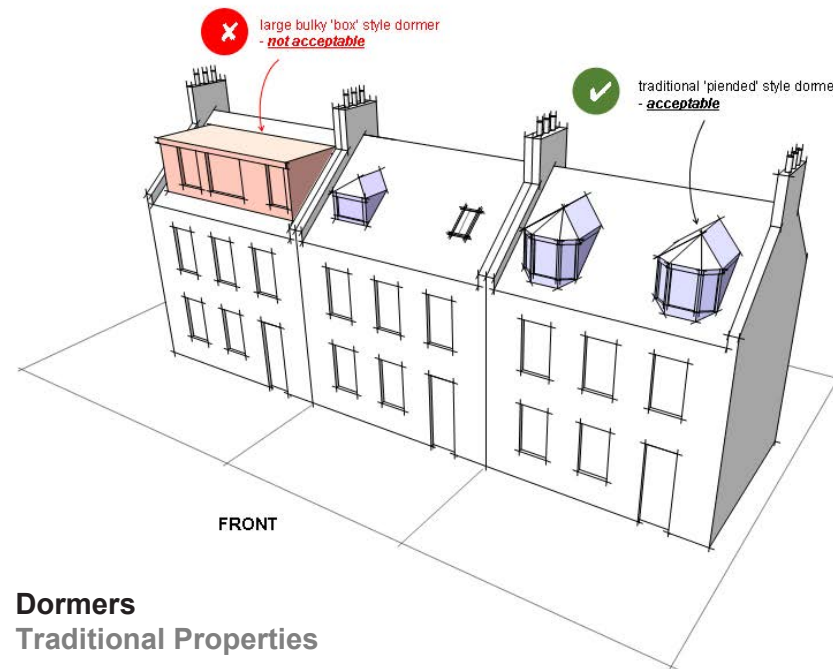 large bulky 'box' style dormer
- not acceptable
traditional 'piended' style dorme
- acceptable
FRONT
Dormers
Traditional Properties